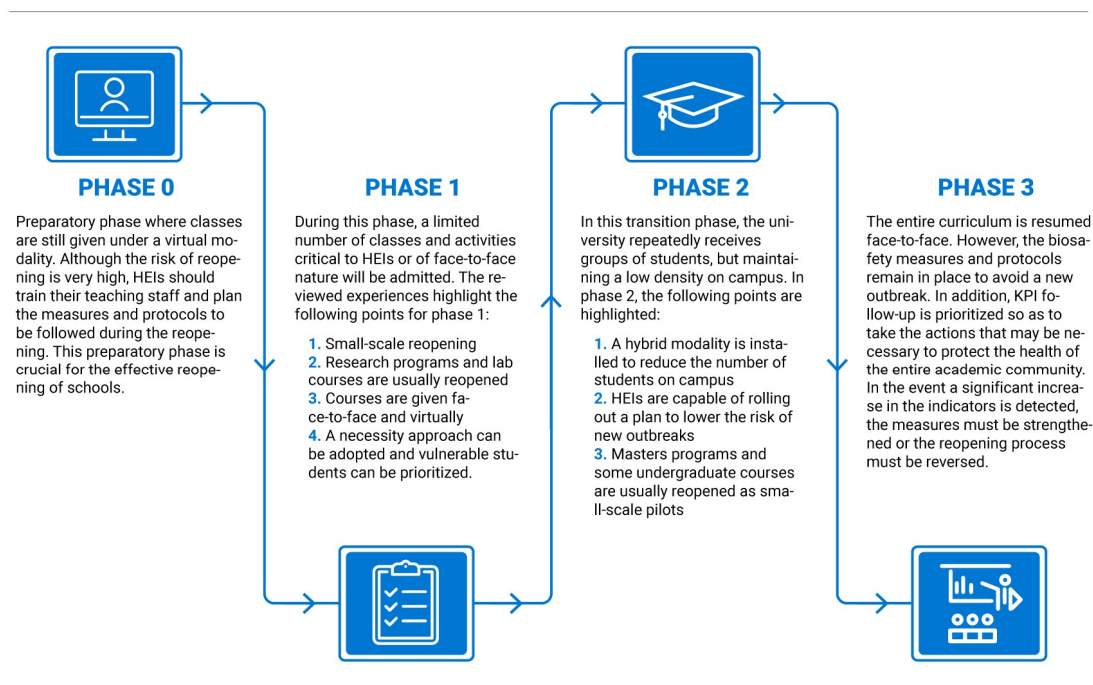 PHASE 0
Preparatory phase where classes
are still given under a virtual mo-
dality. Although the risk of reope-
ning is very high, HEIs should
train their teaching staff and plan
the measures and protocols to
be followed during the reope-
ning. This preparatory phase is
crucial for the effective reope-
ning of schools.
PHASE 1
During this phase, a limited
number of classes and activities
critical to HEIs or of face-to-face
nature will be admitted. The re-
viewed experiences highlight the
following points for phase 1:
1. Small-scale reopening
2. Research programs and lab
courses are usually reopened
3. Courses are given fa-
ce-to-face and virtually
4. A necessity approach can
be adopted and vulnerable stu-
dents can be prioritized.
PHASE 2
In this transition phase, the uni-
versity repeatedly receives
groups of students, but maintai-
ning a low density on campus. In
phase 2, the following points are
highlighted:
1. A hybrid modality is insta-
lled to reduce the number of
students on campus
2. HEIs are capable of rolling
out a plan to lower the risk of
new outbreaks
3. Masters programs and
some undergraduate courses
are usually reopened as sma-
ll-scale pilots
PHASE 3
The entire curriculum is resumed
face-to-face. However, the biosa-
fety measures and protocols
remain in place to avoid a new
outbreak. In addition, KPI fo-
llow-up is prioritized so as to
take the actions that may be ne-
cessary to protect the health of
the entire academic community.
In the event a significant increa-
se in the indicators is detected,
the measures must be strengthe-
ned or the reopening process
must be reversed.